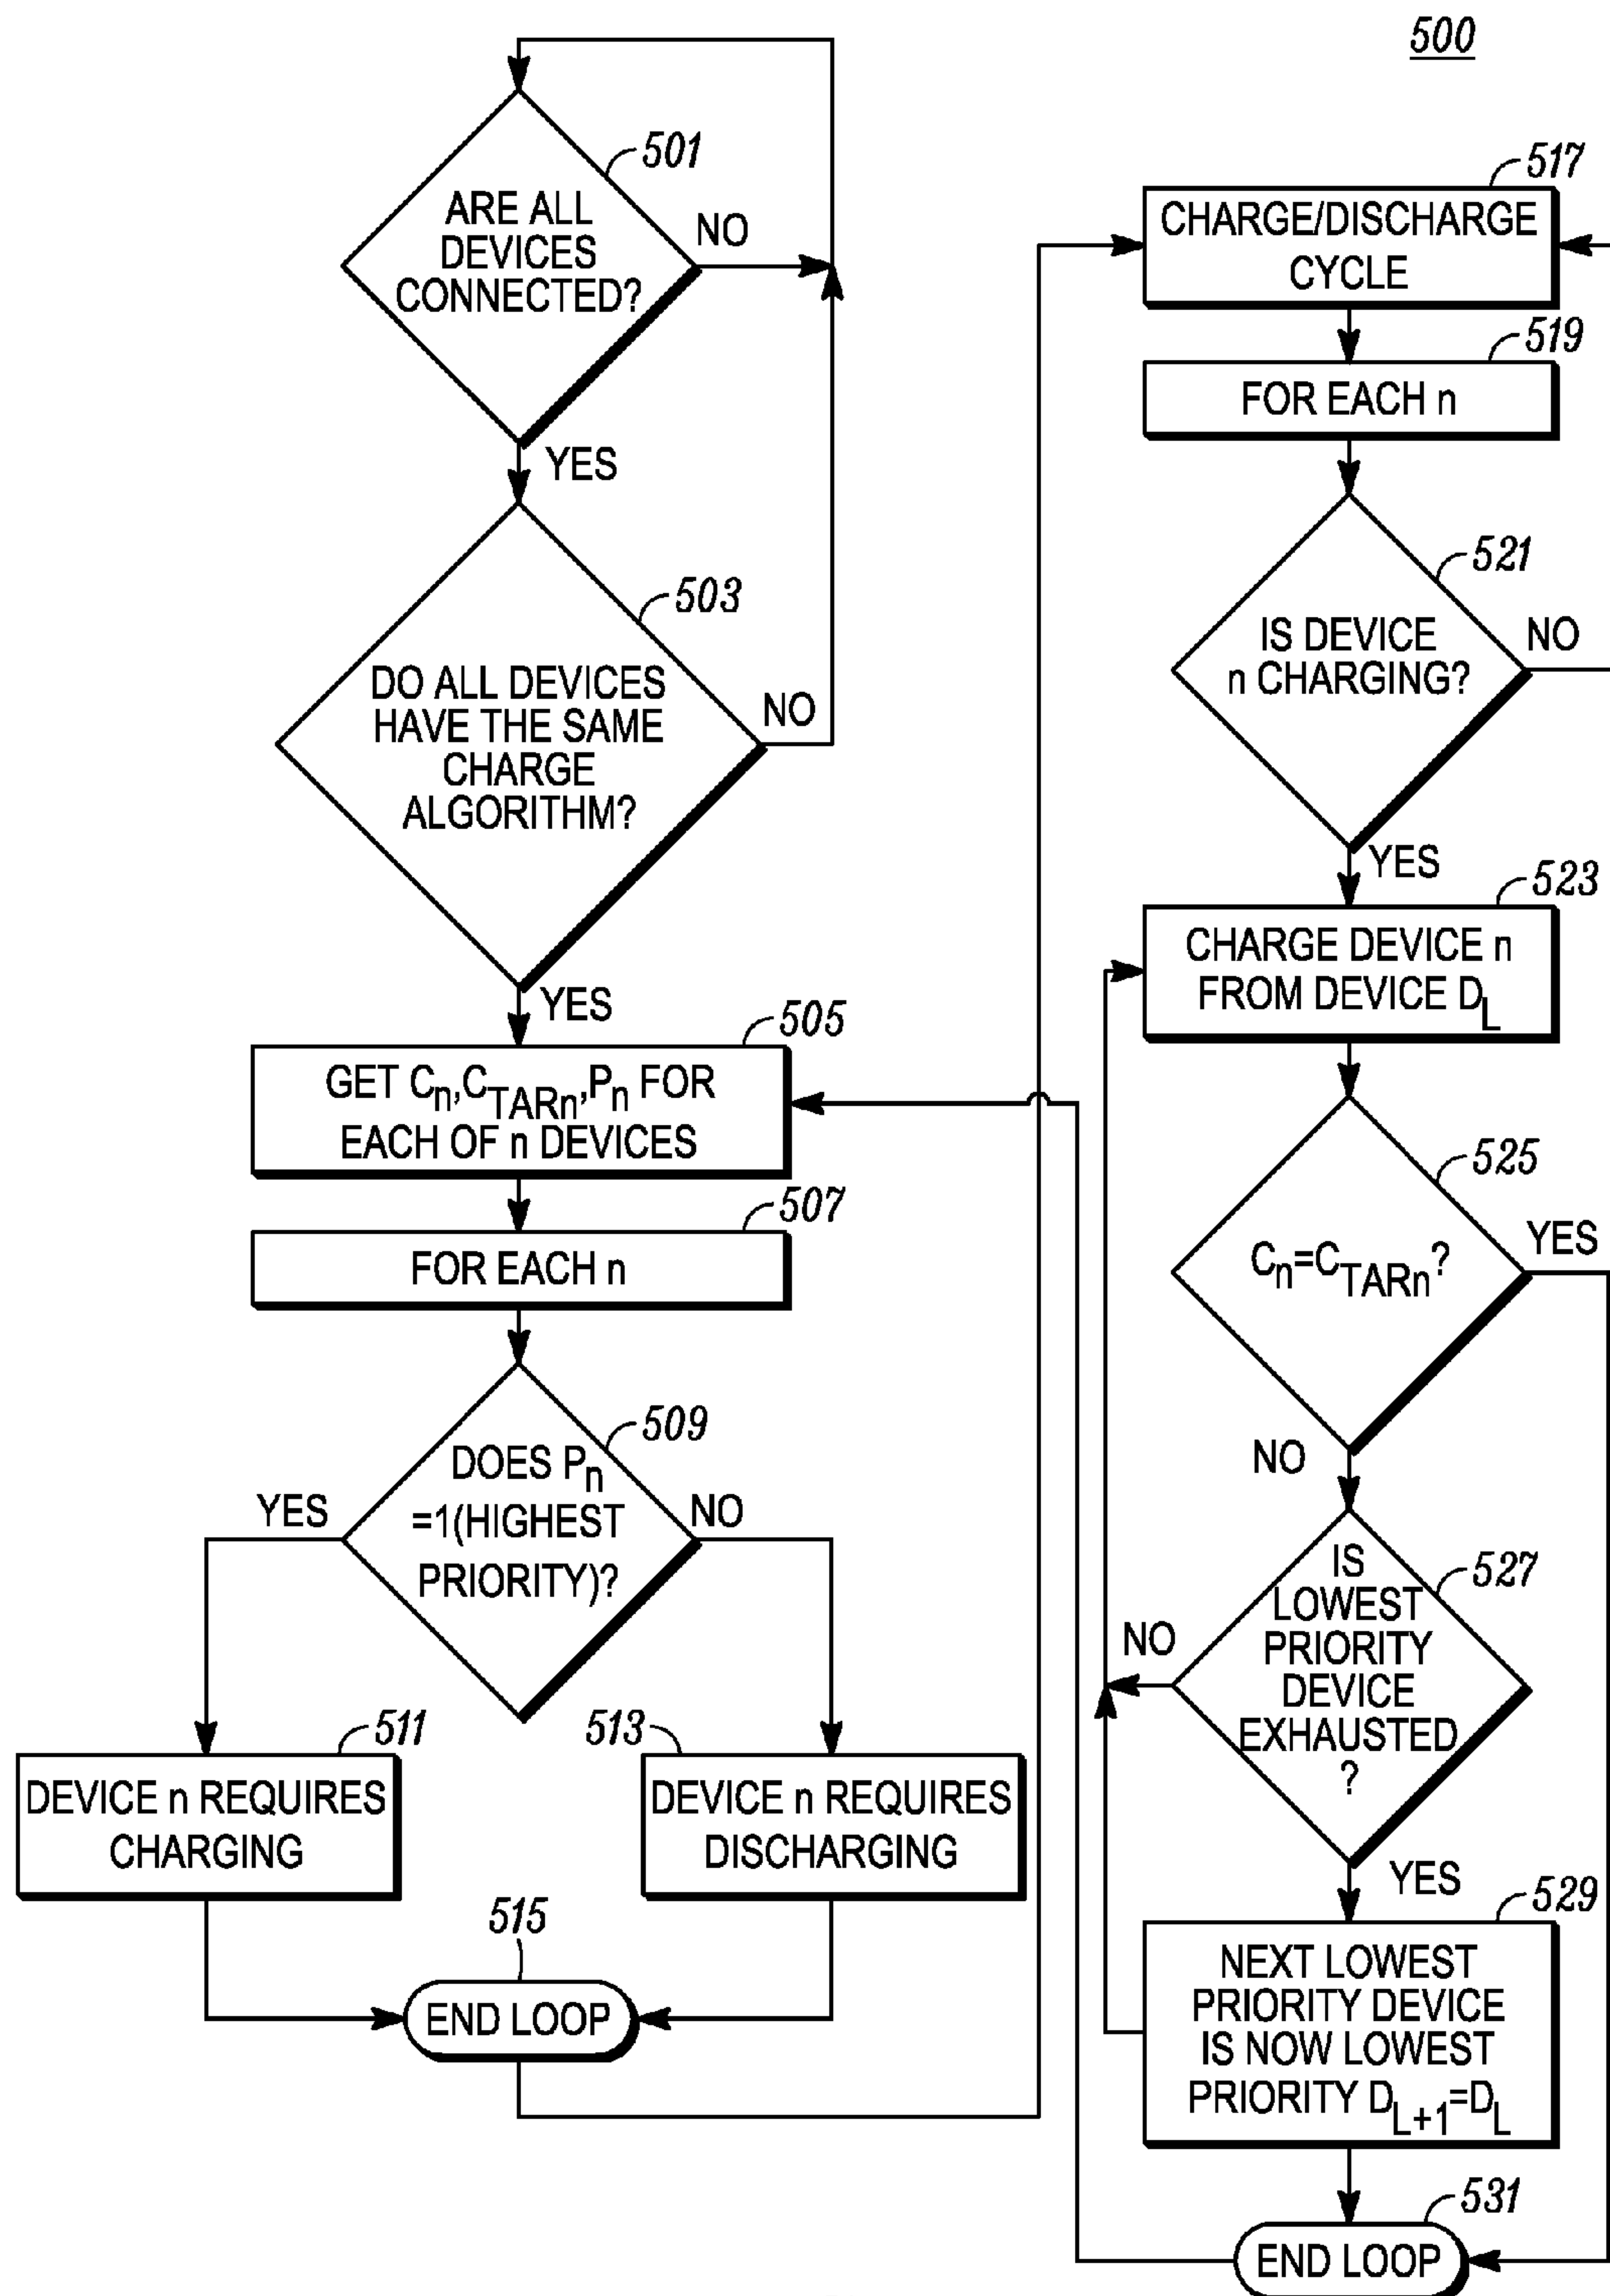 500
501
ARE ALL
DEVICES
CONNECTED?
NO
YES
503
DO ALL DEVICES
HAVE THE SAME
CHARGE
ALGORITHM?
NO
YES
505
GET Cn,CTARn,Pn FOR
EACH OF n DEVICES
507
FOR EACH n
509
DOES Pn
=1(HIGHEST
PRIORITY)?
YES
NO
511
DEVICE n REQUIRES
CHARGING
513
DEVICE n REQUIRES
DISCHARGING
515
END LOOP
517
CHARGE/DISCHARGE
CYCLE
519
FOR EACH n
521
IS DEVICE
n CHARGING?
NO
YES
523
CHARGE DEVICE n
FROM DEVICE DL
525
Cn=CTARn?
YES
NO
527
IS
LOWEST
PRIORITY
DEVICE
EXHAUSTED
?
NO
YES
529
NEXT LOWEST
PRIORITY DEVICE
IS NOW LOWEST
PRIORITY DL+1=DL
531
END LOOP